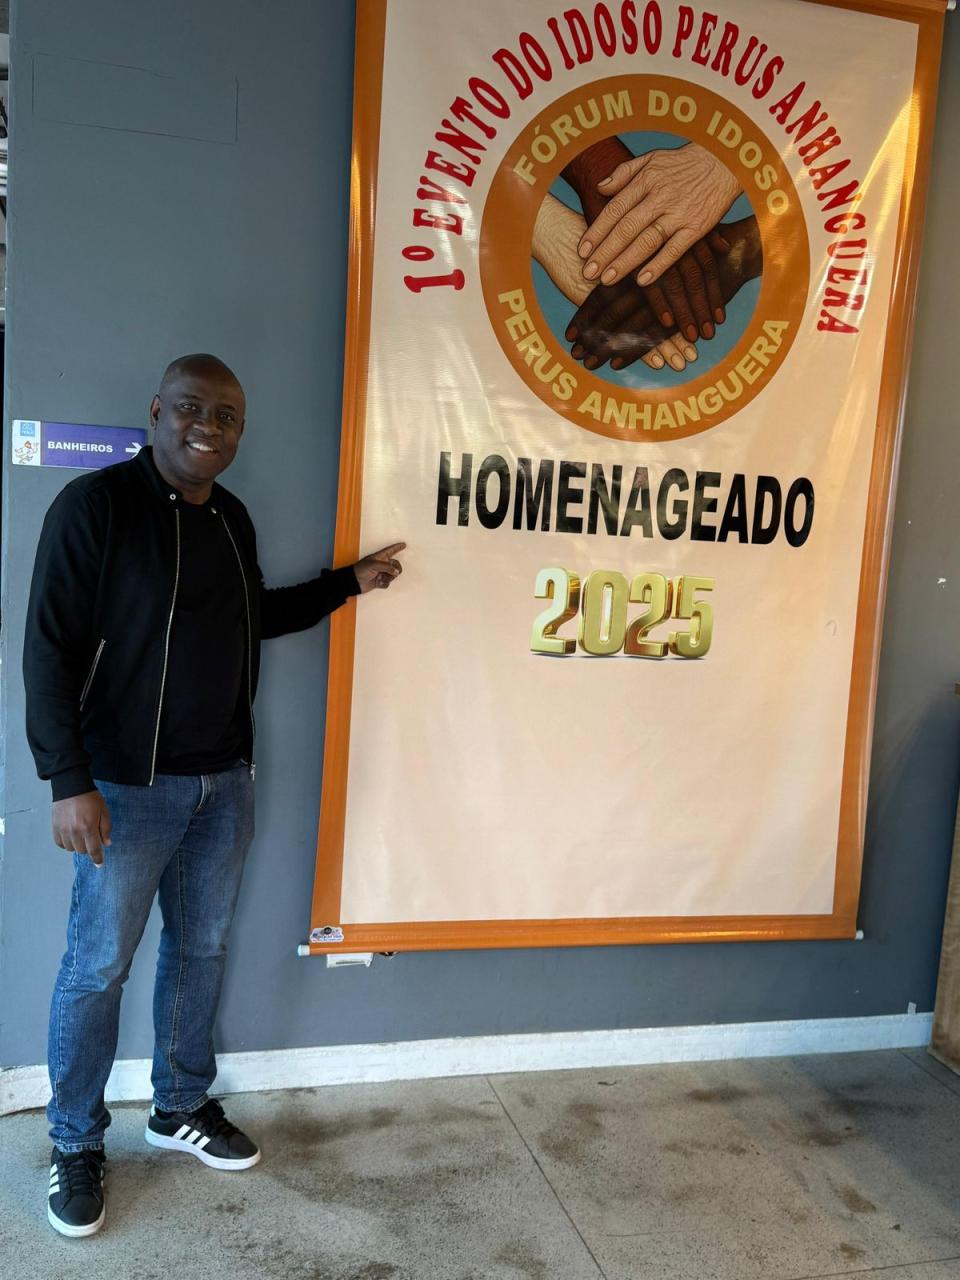 1º EVENTO DO IDOSO PERUS ANHANGUERA
FÓRUM DO IDOSO
PERUS ANHANGUERA
HOMENAGEADO
2025
BANHEIROS